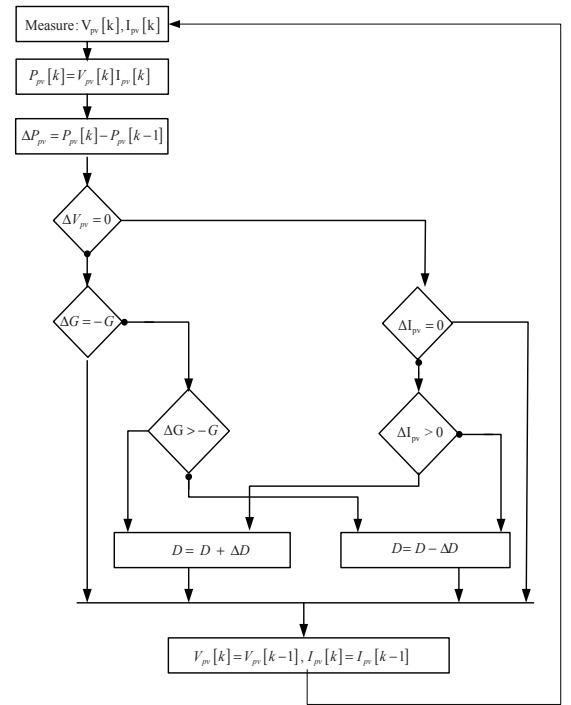 Measure: V_pv[k], I_pv[k]
P_pv[k]=V_pv[k]I_pv[k]
ΔP_pv = P_pv[k]−P_pv[k−1]
ΔV_pv = 0
ΔG = −G
ΔI_pv = 0
ΔG > −G
ΔI_pv > 0
D = D + ΔD
D = D − ΔD
V_pv[k]=V_pv[k−1], I_pv[k]=I_pv[k−1]